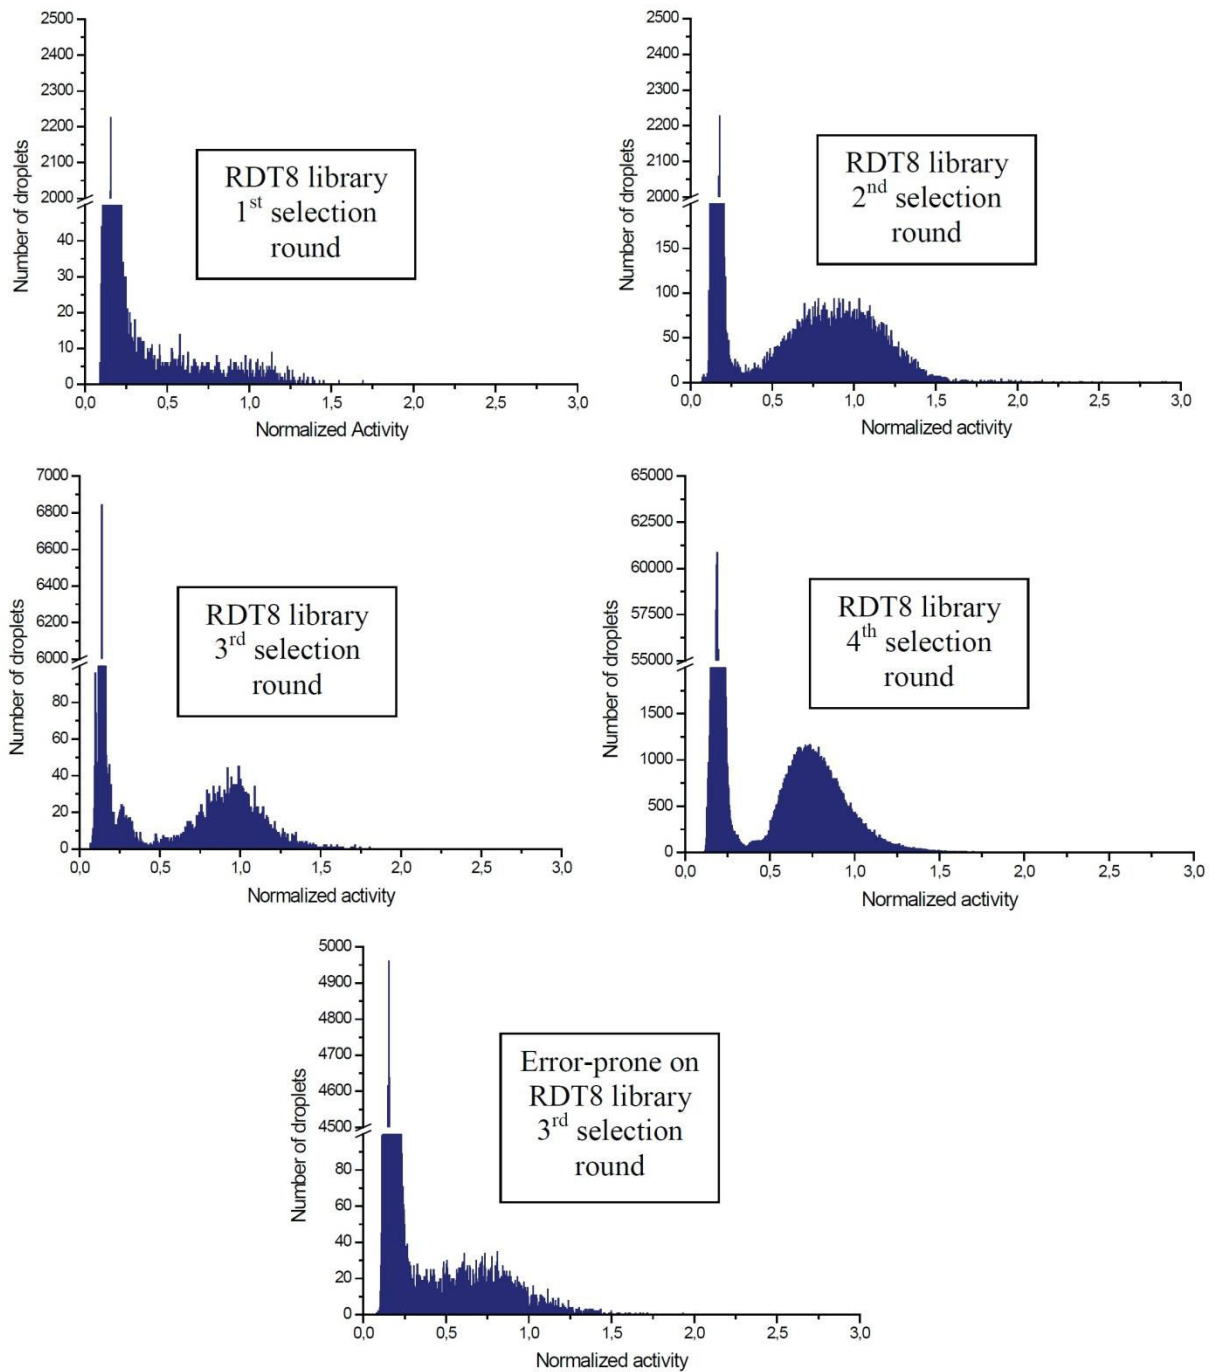 2500
2400
2300
2200
2100
2000
40
30
20
10
0
Number of droplets
RDT8 library
1st selection
round
0,0 0,5 1,0 1,5 2,0 2,5 3,0
Normalized Activity
2500
2400
2300
2200
2100
2000
150
100
50
0
Number of droplets
RDT8 library
2nd selection
round
0,0 0,5 1,0 1,5 2,0 2,5 3,0
Normalized activity
7000
6800
6600
6400
6200
6000
80
60
40
20
0
Number of droplets
RDT8 library
3rd selection
round
0,0 0,5 1,0 1,5 2,0 2,5 3,0
Normalized activity
65000
62500
60000
57500
55000
1500
1000
500
0
Number of droplets
RDT8 library
4th selection
round
0,0 0,5 1,0 1,5 2,0 2,5 3,0
Normalized activity
5000
4900
4800
4700
4600
4500
80
60
40
20
0
Number of droplets
Error-prone on
RDT8 library
3rd selection
round
0,0 0,5 1,0 1,5 2,0 2,5 3,0
Normalized activity